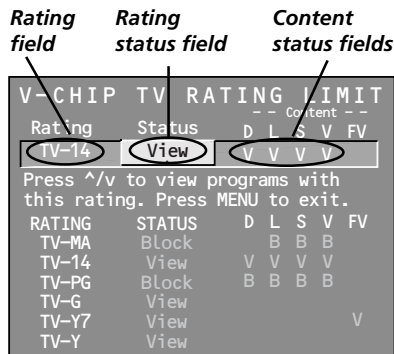 Rating field
Rating status field
Content status fields
V-CHIP TV RATING LIMIT
- - Content - -
Rating Status D L S V FV
TV-14 View V V V V
Press ^/v to view programs with
this rating. Press MENU to exit.
RATING STATUS D L S V FV
TV-MA Block B B B
TV-14 View V V V V
TV-PG Block B B B B
TV-G View
TV-Y7 View V
TV-Y View